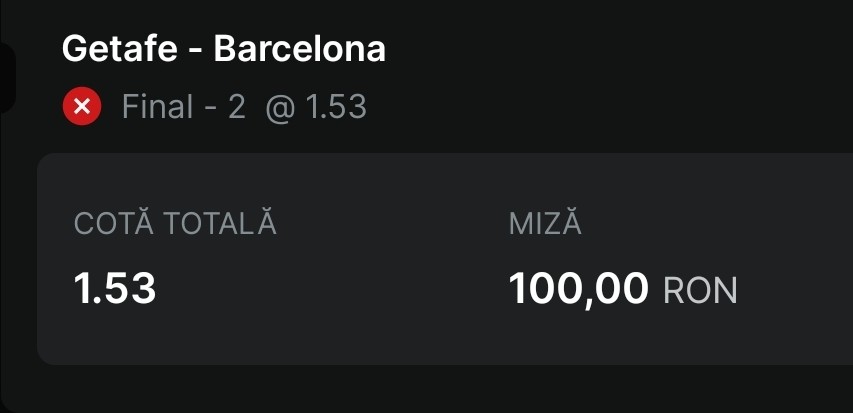 Getafe - Barcelona
Final - 2 @ 1.53
COTĂ TOTALĂ
MIZĂ
1.53
100,00 RON